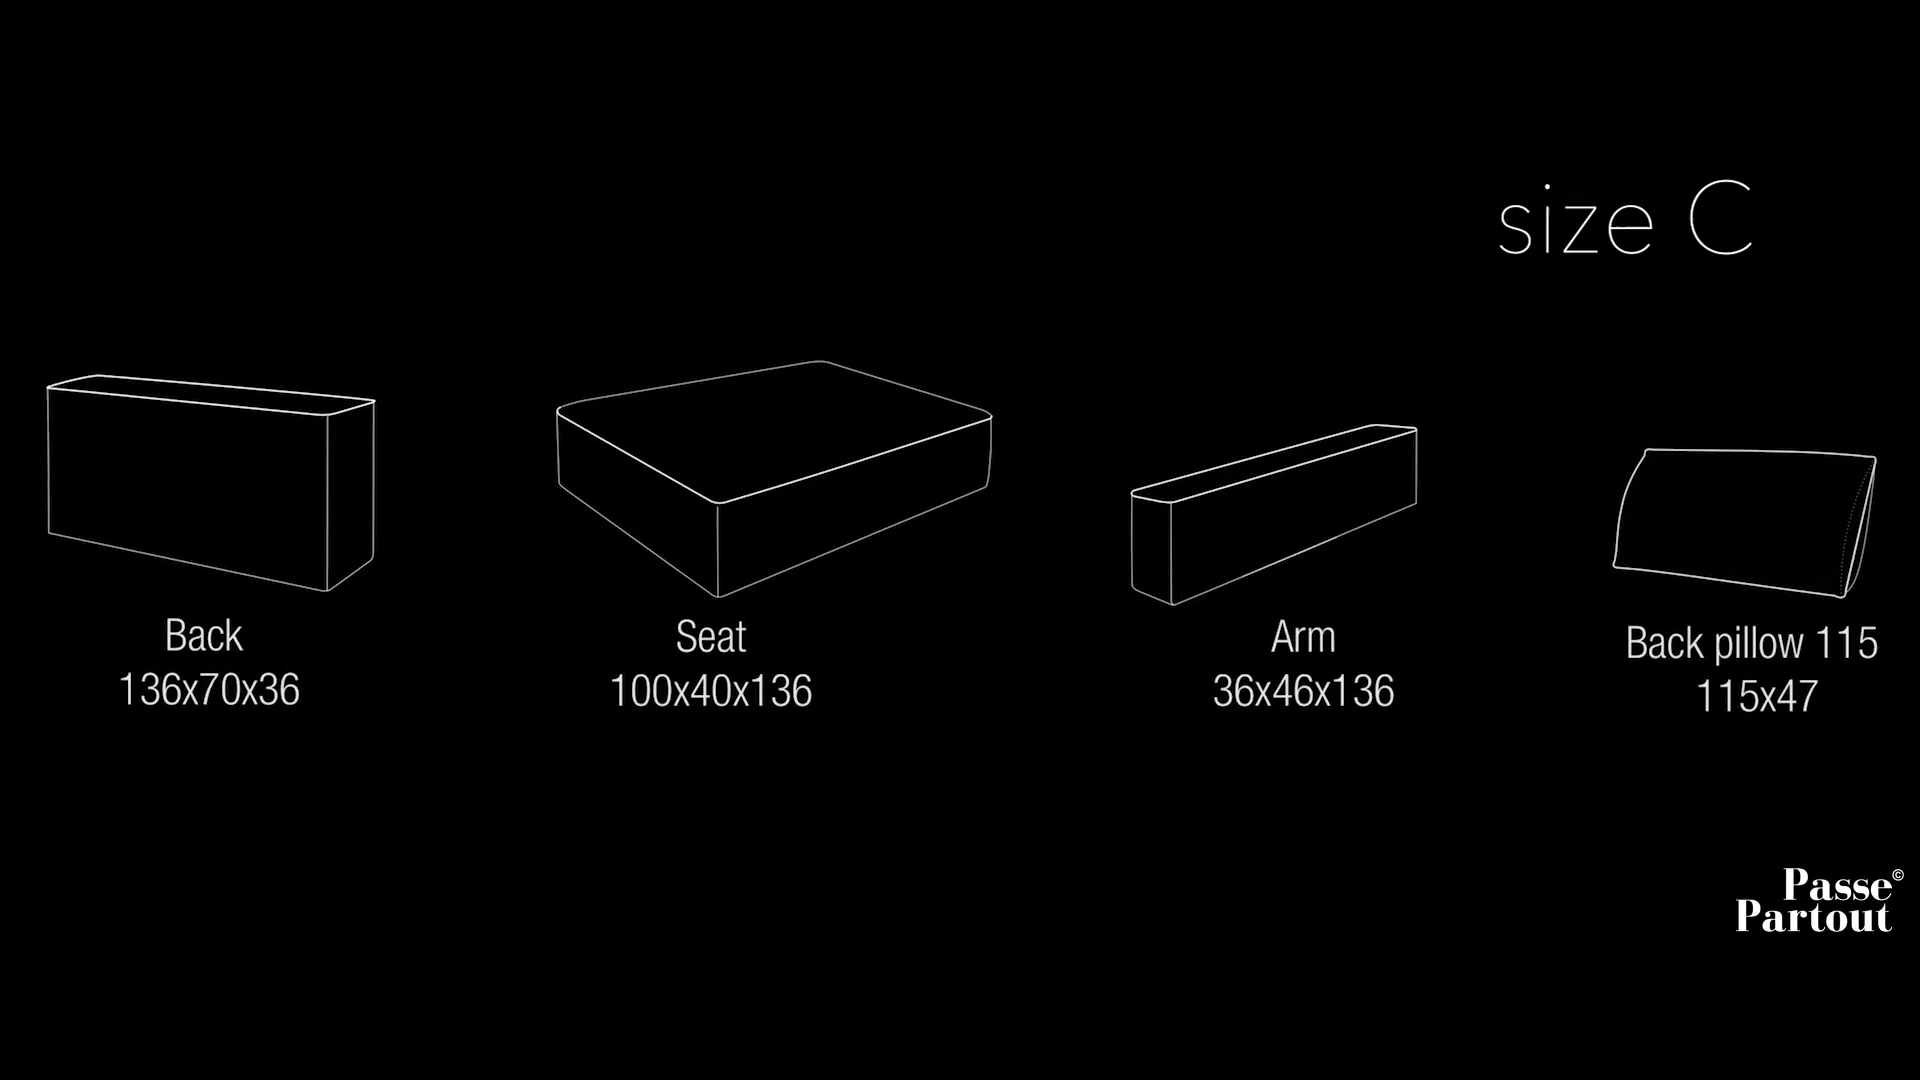 size C
Back
136x70x36
Seat
100x40x136
Arm
36x46x136
Back pillow 115
115x47
Passe©
Partout